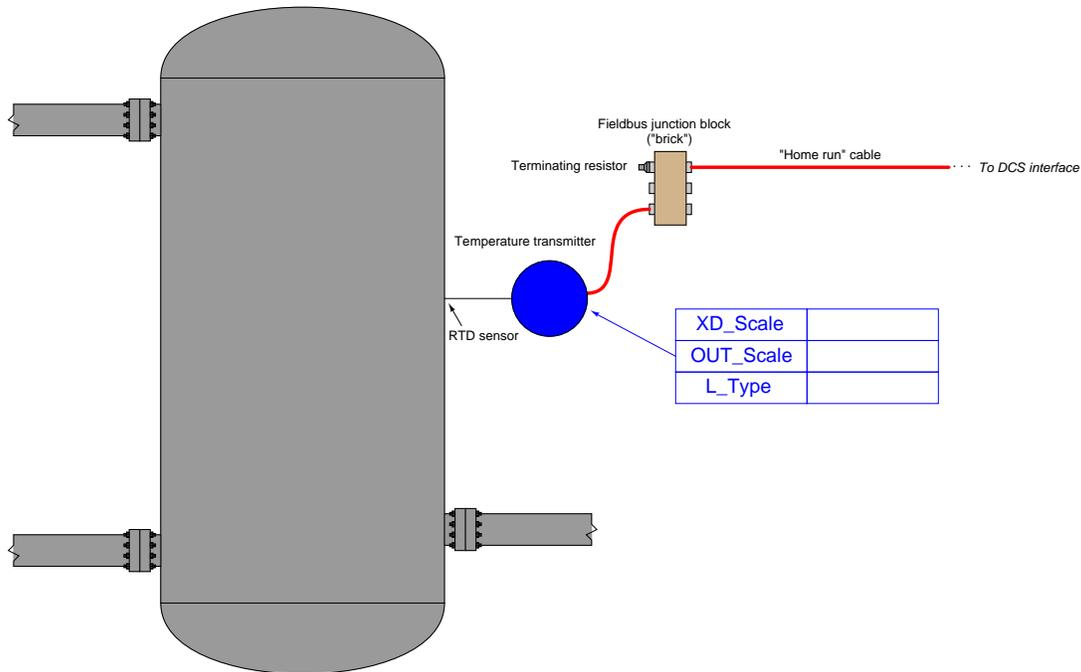 Fieldbus junction block
("brick")
"Home run" cable
Terminating resistor
· · · To DCS interface
Temperature transmitter
RTD sensor
XD_Scale
OUT_Scale
L_Type